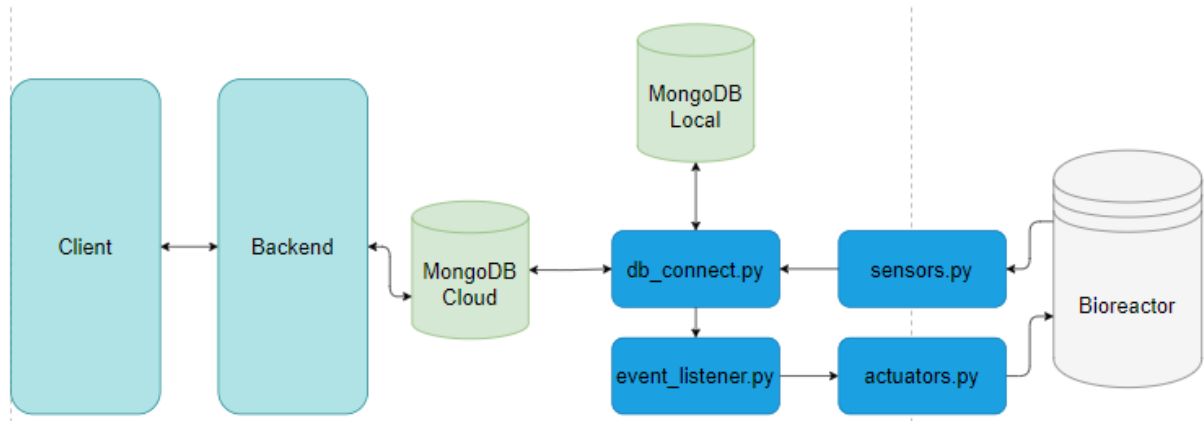 MongoDB
Local
Client
Backend
MongoDB
Cloud
db_connect.py
sensors.py
Bioreactor
event_listener.py
actuators.py